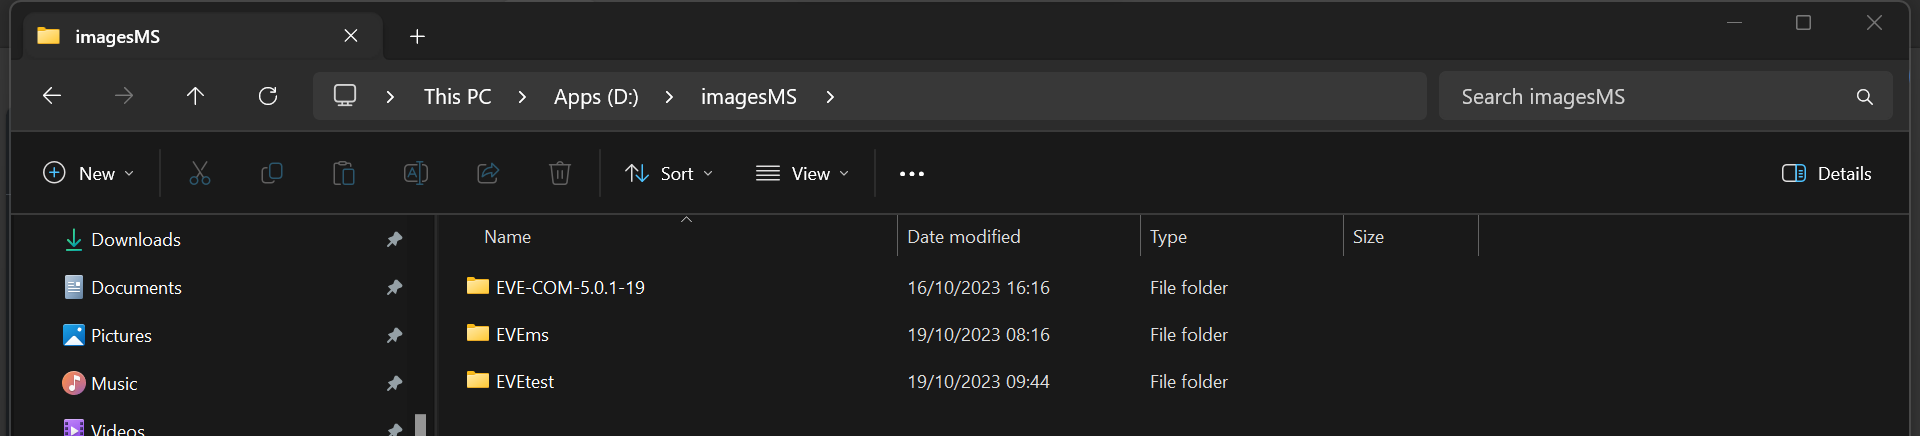 imagesMS
This PC > Apps (D:) > imagesMS >
Search imagesMS
New
Sort
View
Details
Downloads
Documents
Pictures
Music
Videos
Name Date modified Type Size
EVE-COM-5.0.1-19 16/10/2023 16:16 File folder
EVEms 19/10/2023 08:16 File folder
EVEtest 19/10/2023 09:44 File folder